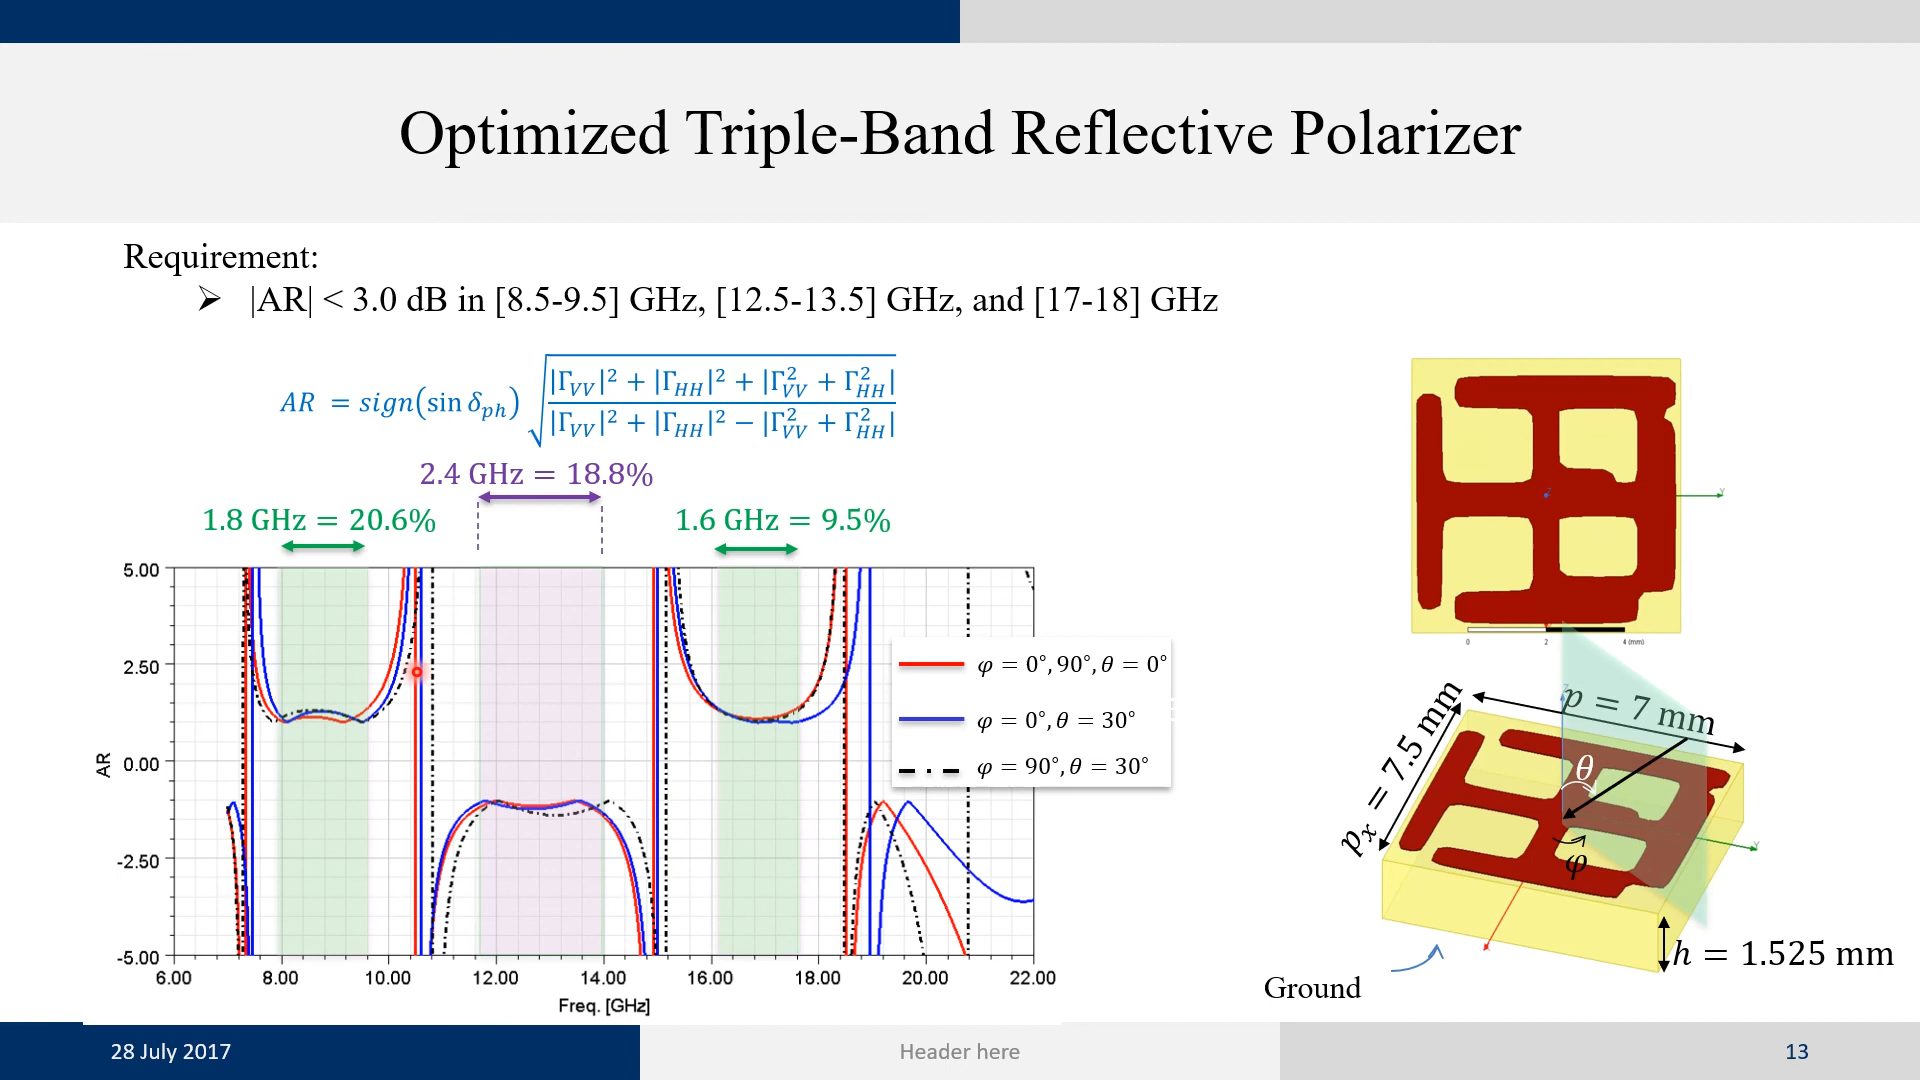 Optimized Triple-Band Reflective Polarizer
Requirement:
➢ |AR| < 3.0 dB in [8.5-9.5] GHz, [12.5-13.5] GHz, and [17-18] GHz
AR = sign(sin δ_ph) √((|Γ_VV|² + |Γ_HH|² + |Γ²_VV + Γ²_HH|)/(|Γ_VV|² + |Γ_HH|² − |Γ²_VV + Γ²_HH|))
2.4 GHz = 18.8%
1.8 GHz = 20.6%
1.6 GHz = 9.5%
5.00
2.50
0.00
-2.50
-5.00
AR
6.00 8.00 10.00 12.00 14.00 16.00 18.00 20.00 22.00
Freq. [GHz]
φ = 0°, 90°, θ = 0°
φ = 0°, θ = 30°
φ = 90°, θ = 30°
Z
Y
0 2 4 (mm)
p = 7 mm
p_x = 7.5 mm
θ
φ
Y
h = 1.525 mm
Ground
28 July 2017
Header here
13